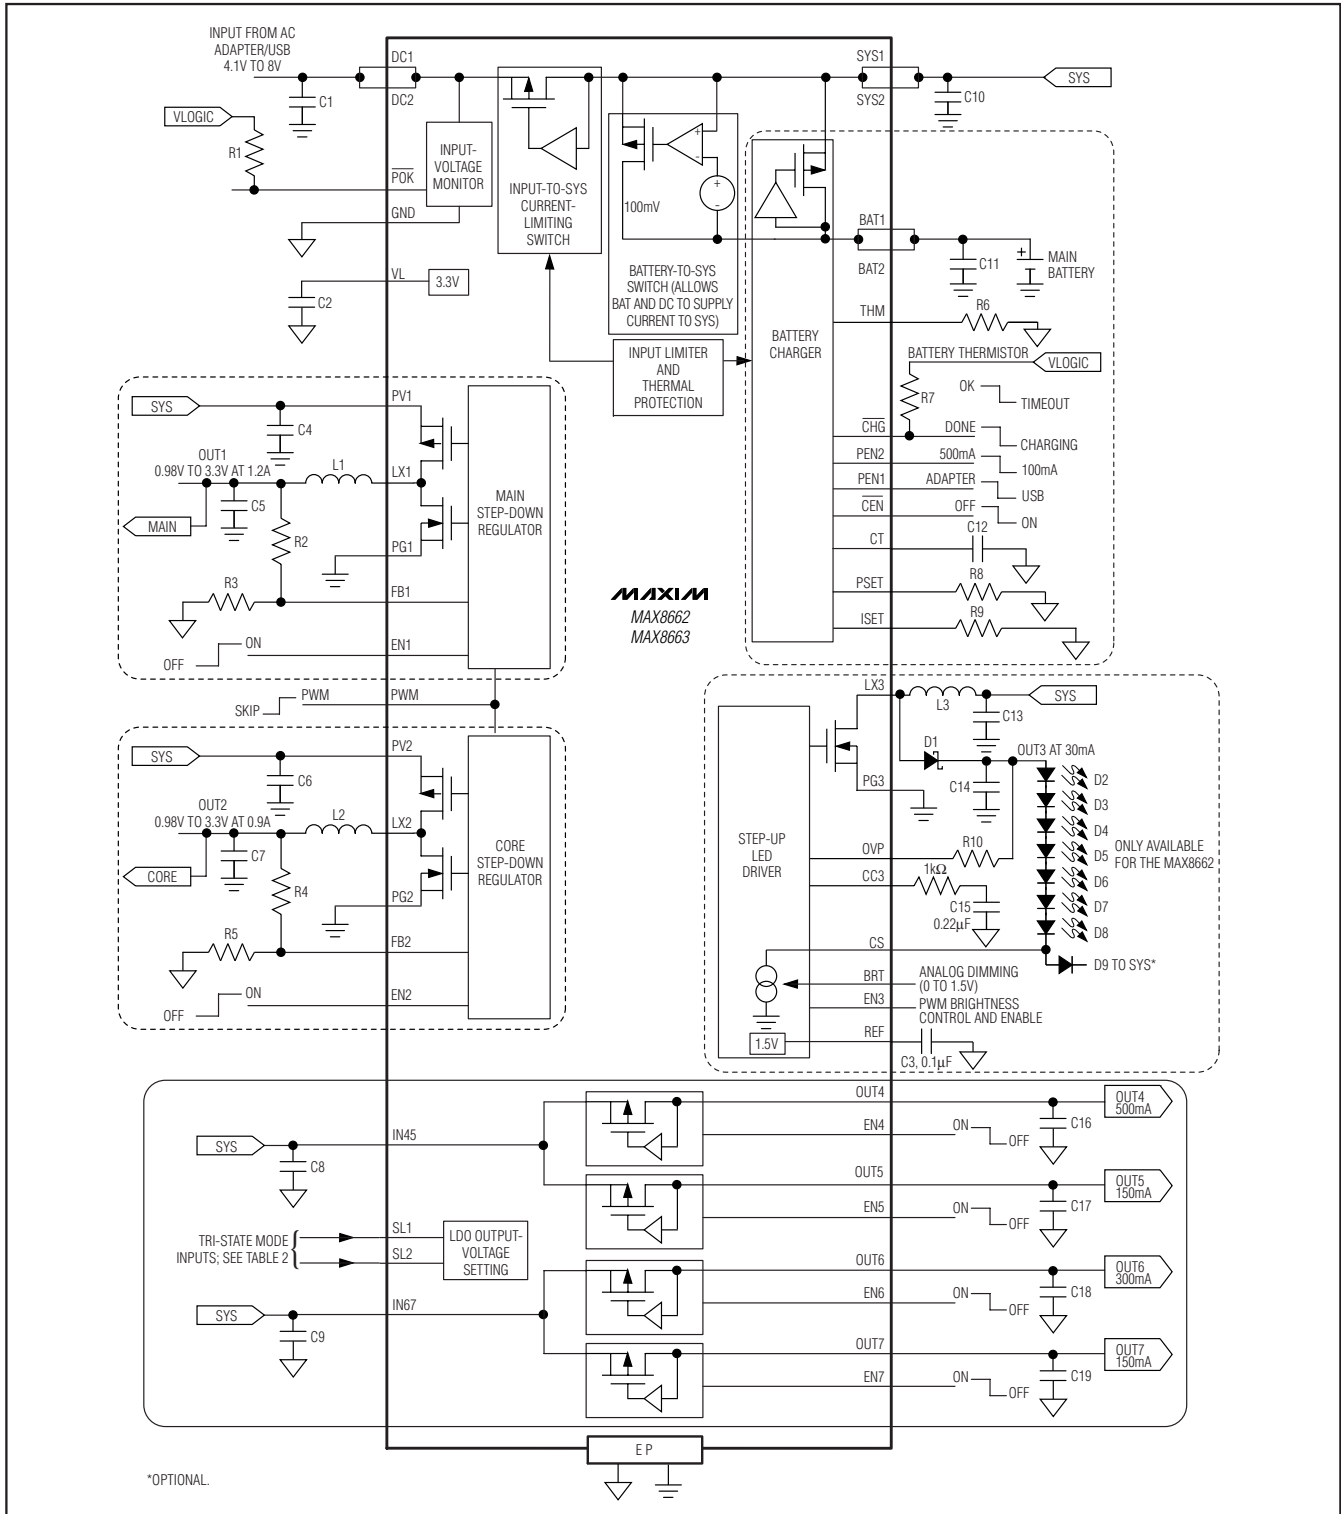 INPUT FROM AC
ADAPTER/USB
4.1V TO 8V
DC1
DC2
C1
VLOGIC
R1
POK
GND
INPUT-
VOLTAGE
MONITOR
VL
3.3V
C2
INPUT-TO-SYS
CURRENT-
LIMITING
SWITCH
+
-
+
-
100mV
BATTERY-TO-SYS
SWITCH (ALLOWS
BAT AND DC TO SUPPLY
CURRENT TO SYS)
INPUT LIMITER
AND
THERMAL
PROTECTION
SYS1
SYS2
C10
SYS
BATTERY
CHARGER
BAT1
BAT2
C11
+
MAIN
BATTERY
THM
R6
BATTERY THERMISTOR
VLOGIC
R7
OK
TIMEOUT
CHG
DONE
CHARGING
PEN2
500mA
100mA
PEN1
ADAPTER
USB
CEN
OFF
ON
CT
C12
PSET
R8
ISET
R9
SYS
PV1
C4
OUT1
0.98V TO 3.3V AT 1.2A
L1
LX1
C5
MAIN
R2
PG1
R3
FB1
OFF
ON
EN1
MAIN
STEP-DOWN
REGULATOR
MAXIM
MAX8662
MAX8663
SKIP
PWM
PWM
SYS
PV2
C6
OUT2
0.98V TO 3.3V AT 0.9A
L2
LX2
C7
CORE
R4
PG2
R5
FB2
OFF
ON
EN2
CORE
STEP-DOWN
REGULATOR
STEP-UP
LED
DRIVER
LX3
L3
SYS
C13
D1
OUT3 AT 30mA
PG3
C14
D2
D3
D4
D5
D6
D7
D8
ONLY AVAILABLE
FOR THE MAX8662
OVP
R10
CC3
1kΩ
C15
0.22µF
CS
D9 TO SYS*
BRT
ANALOG DIMMING
(0 TO 1.5V)
EN3
PWM BRIGHTNESS
CONTROL AND ENABLE
REF
1.5V
C3, 0.1µF
OUT4
OUT4
500mA
EN4
ON
OFF
C16
SYS
IN45
C8
OUT5
OUT5
150mA
EN5
ON
OFF
C17
TRI-STATE MODE
INPUTS; SEE TABLE 2
{
SL1
SL2
LDO OUTPUT-
VOLTAGE
SETTING
OUT6
OUT6
300mA
EN6
ON
OFF
C18
SYS
IN67
C9
OUT7
OUT7
150mA
EN7
ON
OFF
C19
E P
*OPTIONAL.